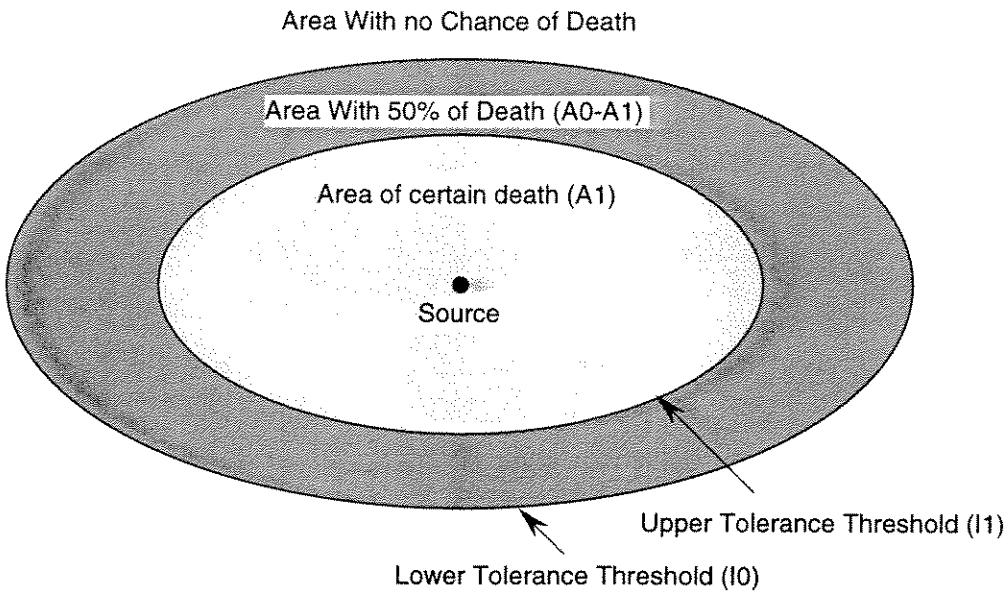 Area With no Chance of Death
Area With 50% of Death (A0-A1)
Area of certain death (A1)
Source
Upper Tolerance Threshold (I1)
Lower Tolerance Threshold (I0)